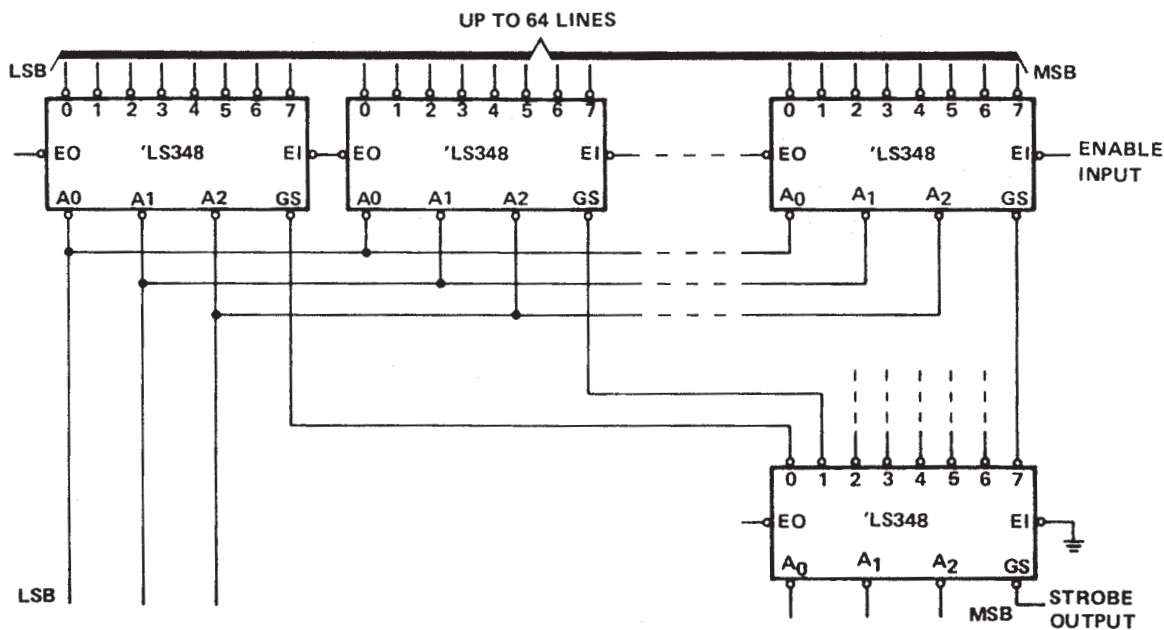 UP TO 64 LINES
LSB
MSB
0 1 2 3 4 5 6 7
0 1 2 3 4 5 6 7
0 1 2 3 4 5 6 7
EO 'LS348 EI
EO 'LS348 EI
EO 'LS348 EI
ENABLE
INPUT
A0 A1 A2 GS
A0 A1 A2 GS
A0 A1 A2 GS
0 1 2 3 4 5 6 7
EO 'LS348 EI
A0 A1 A2 GS
LSB
MSB
STROBE
OUTPUT